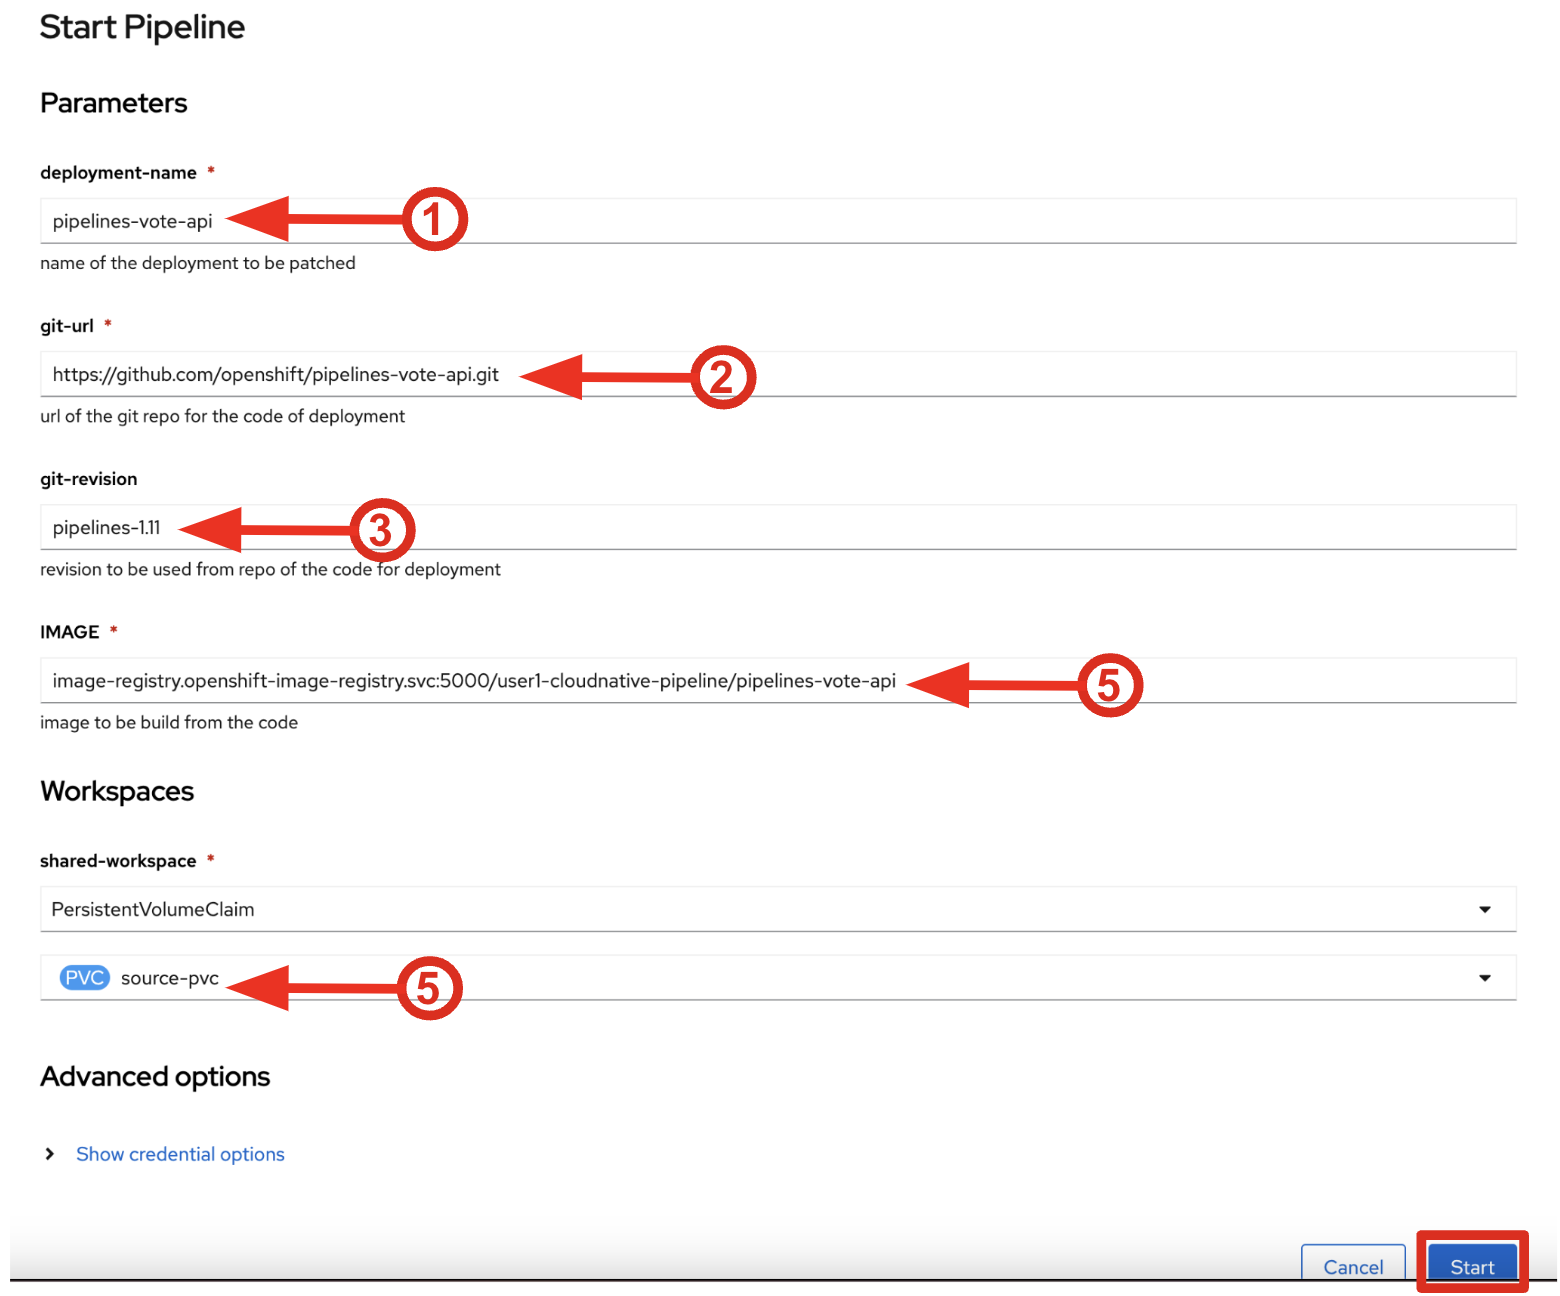 Start Pipeline
Parameters
deployment-name *
pipelines-vote-api
1
name of the deployment to be patched
git-url *
https://github.com/openshift/pipelines-vote-api.git
2
url of the git repo for the code of deployment
git-revision
pipelines-1.11
3
revision to be used from repo of the code for deployment
IMAGE *
image-registry.openshift-image-registry.svc:5000/user1-cloudnative-pipeline/pipelines-vote-api
5
image to be build from the code
Workspaces
shared-workspace *
PersistentVolumeClaim
PVC source-pvc
5
Advanced options
Show credential options
Cancel
Start